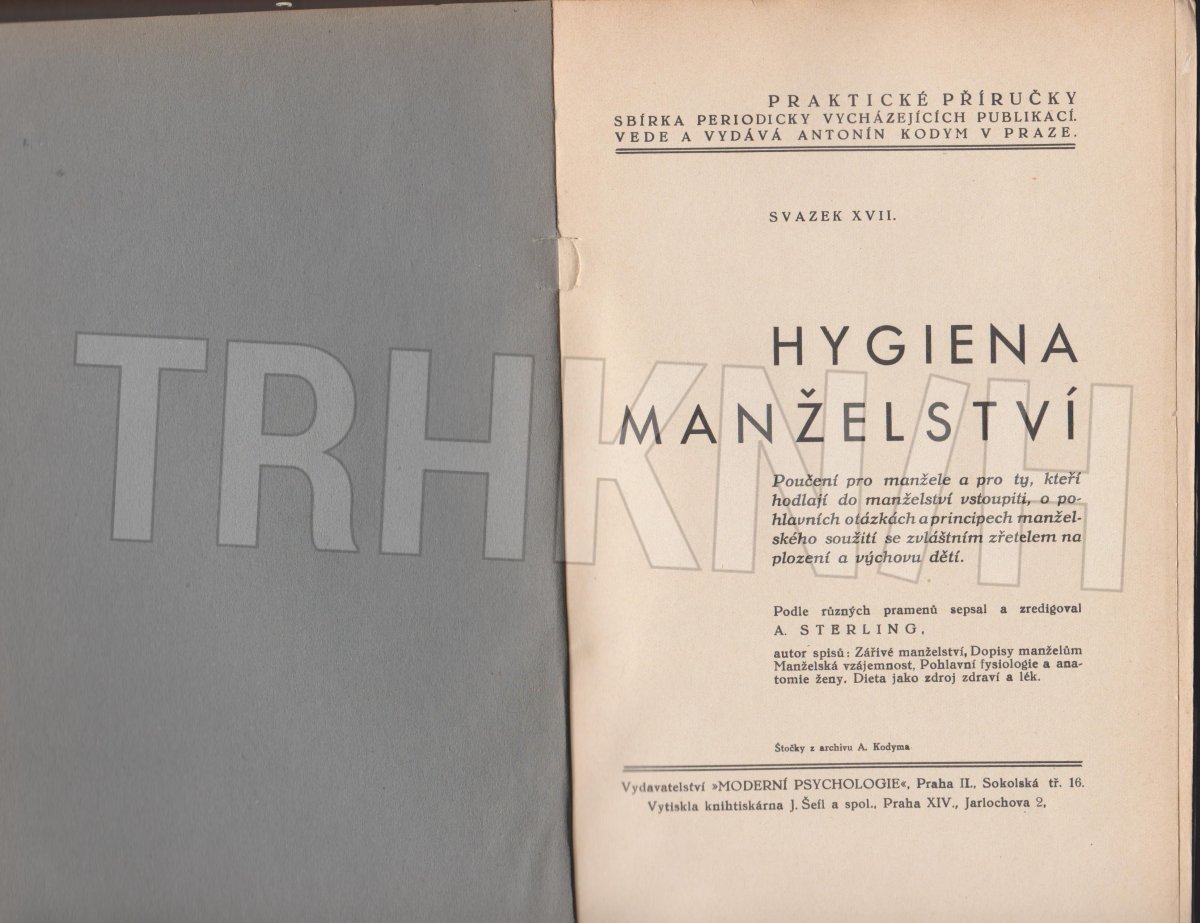 PRAKTICKÉ PŘÍRUČKY
SBÍRKA PERIODICKY VYCHÁZEJÍCÍCH PUBLIKACÍ.
VEDE A VYDÁVÁ ANTONÍN KODYM V PRAZE.
SVAZEK XVII.
HYGIENA
MANŽELSTVÍ
TRHKNIH
Poučení pro manžele a pro ty, kteří
hodlají do manželství vstoupiti, o po-
hlavních otázkách a principech manžel-
ského soužití se zvláštním zřetelem na
plození a výchovu dětí.
Podle různých pramenů sepsal a zredigoval
A. STERLING,
autor spisů: Zářivé manželství, Dopisy manželům
Manželská vzájemnost, Pohlavní fysiologie a ana-
tomie ženy. Dieta jako zdroj zdraví a lék.
Štočky z archivu A. Kodyma
Vydavatelství »MODERNÍ PSYCHOLOGIE«, Praha II., Sokolská tř. 16.
Vytiskla knihtiskárna J. Šefl a spol., Praha XIV., Jarlochova 2,